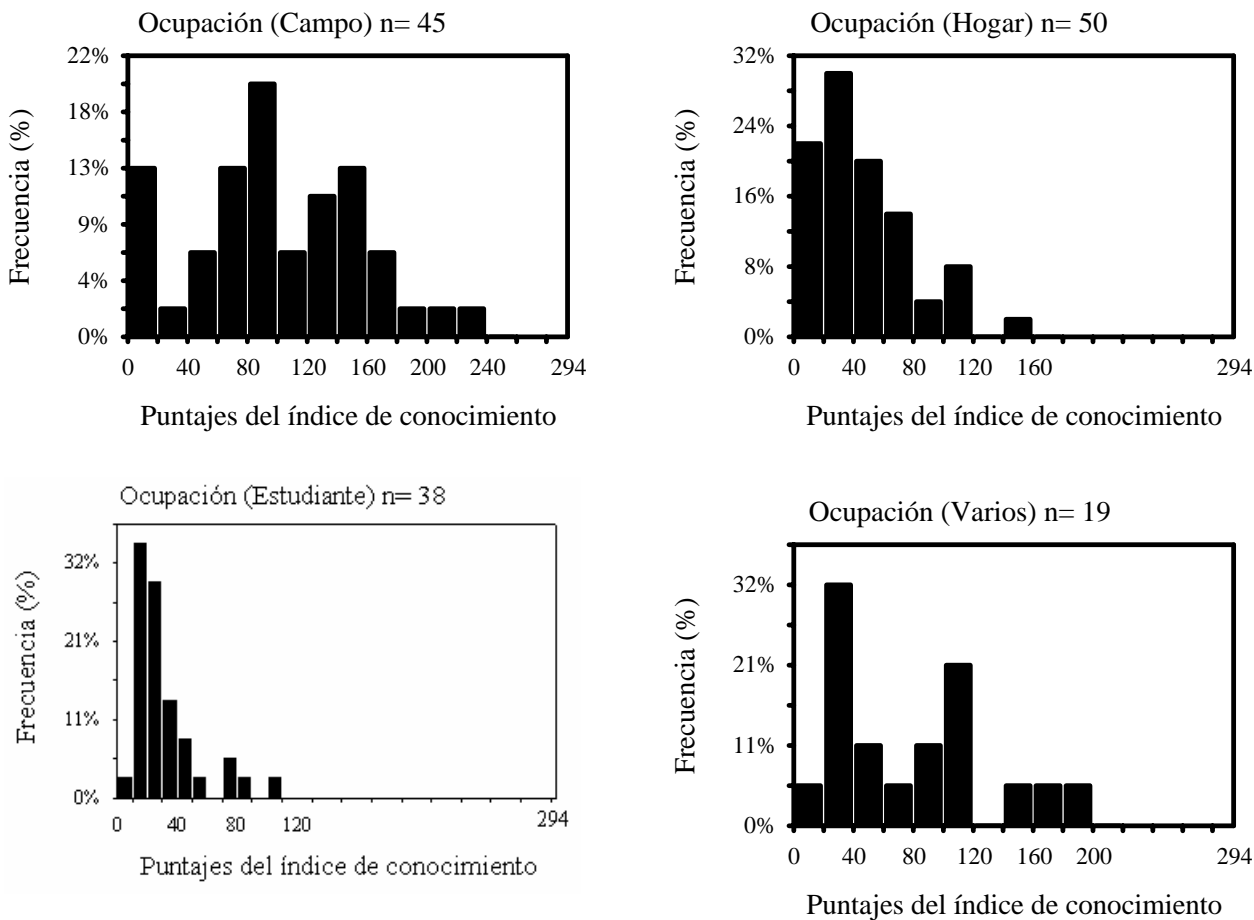 Ocupación (Campo) n= 45
Frecuencia (%)
22%
18%
13%
9%
4%
0%
0 40 80 120 160 200 240 294
Puntajes del índice de conocimiento
Ocupación (Hogar) n= 50
Frecuencia (%)
32%
24%
16%
8%
0%
0 40 80 120 160 294
Puntajes del índice de conocimiento
Ocupación (Estudiante) n= 38
Frecuencia (%)
32%
21%
11%
0%
0 40 80 120 294
Puntajes del índice de conocimiento
Ocupación (Varios) n= 19
Frecuencia (%)
32%
21%
11%
0%
0 40 80 120 160 200 294
Puntajes del índice de conocimiento